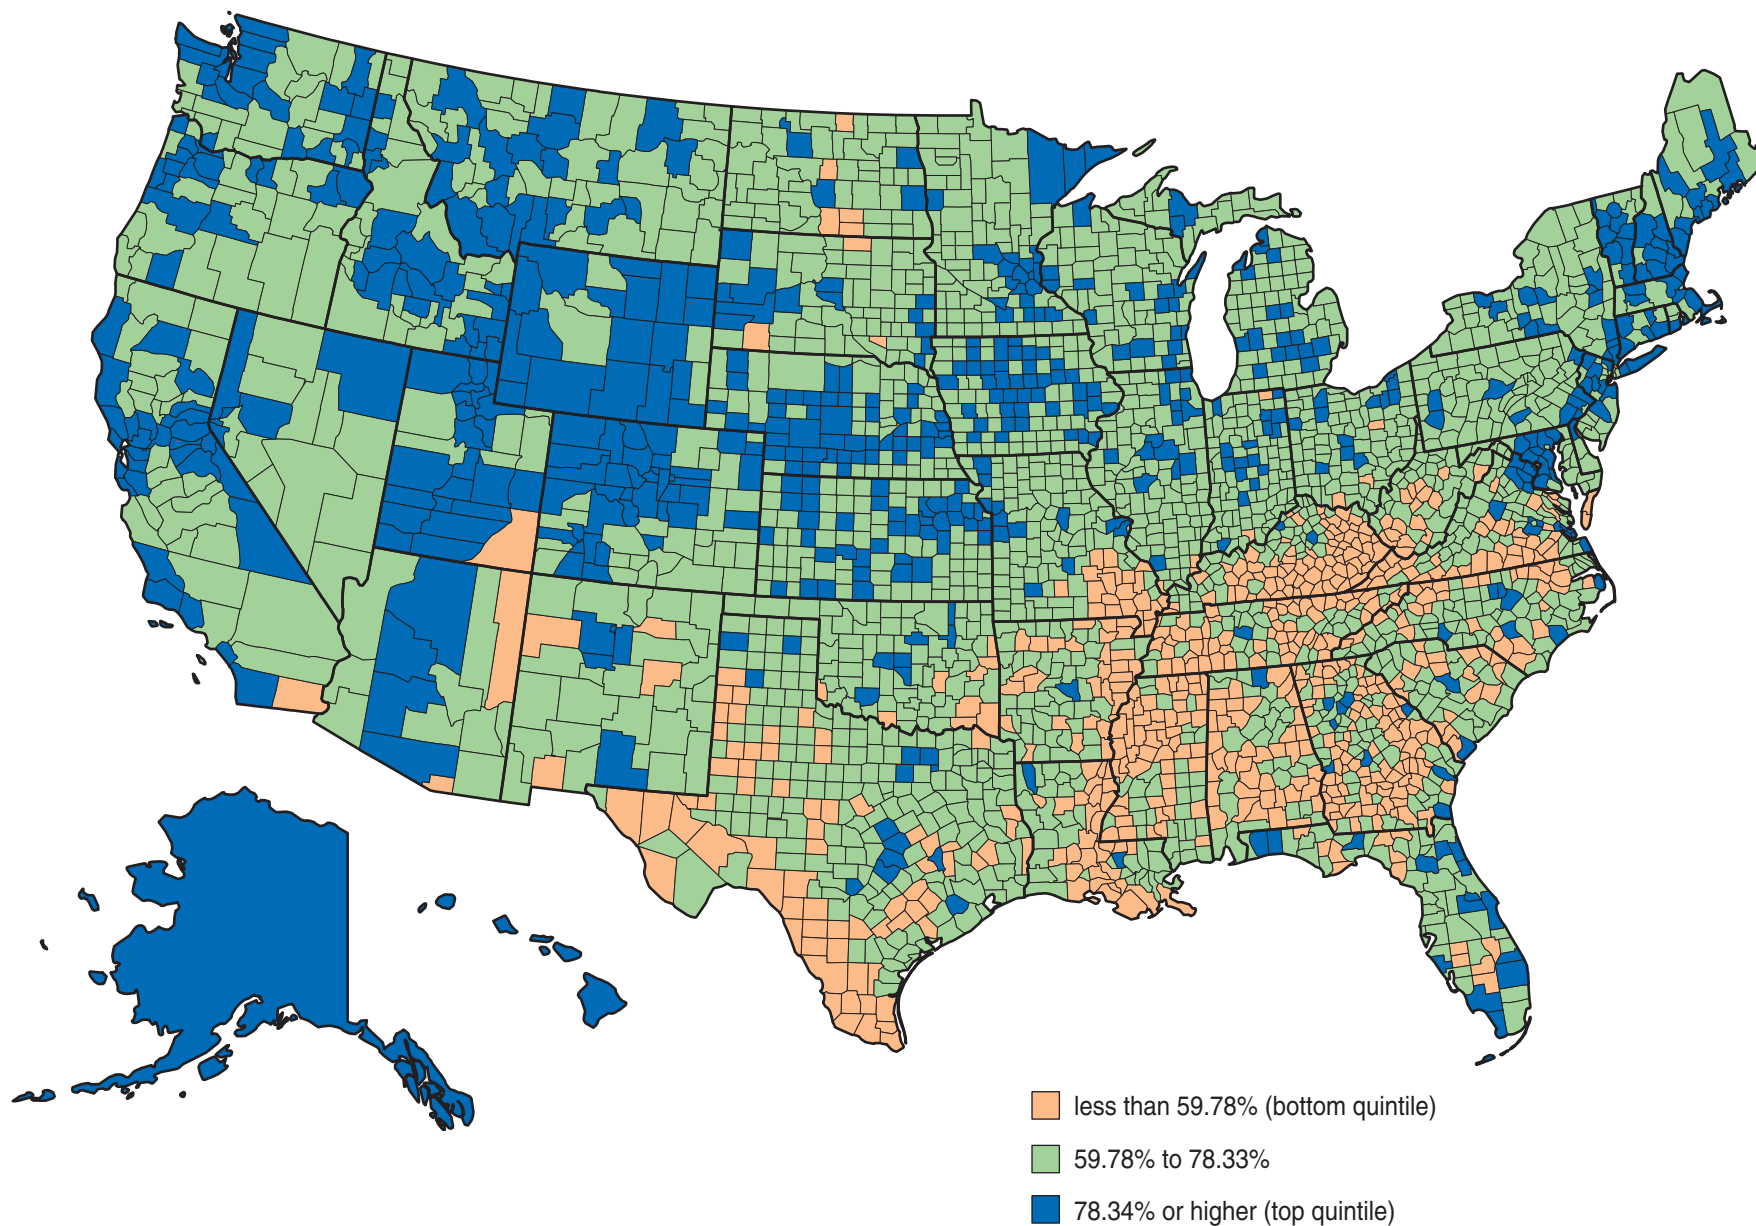 less than 59.78% (bottom quintile)
59.78% to 78.33%
78.34% or higher (top quintile)